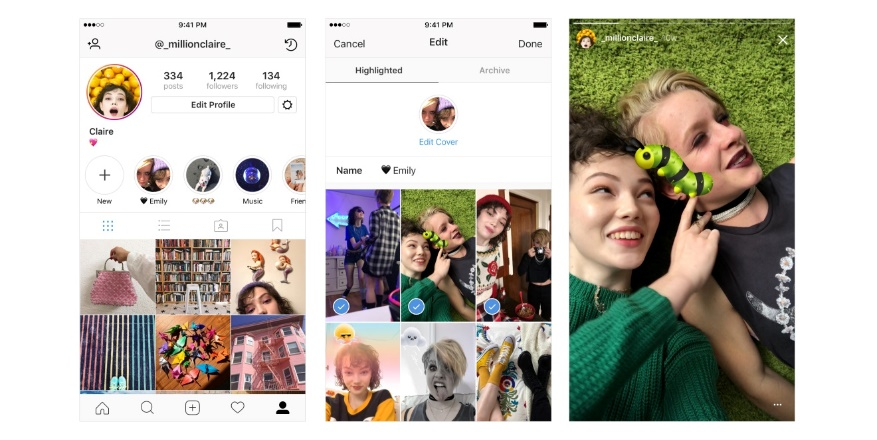 9:41 PM
@_millionclaire_
334 1,224 134
posts followers following
Edit Profile
Claire
New
Emily
Music
Frien
9:41 PM
Cancel Edit Done
Highlighted Archive
Edit Cover
Name Emily
_millionclaire_ 0w